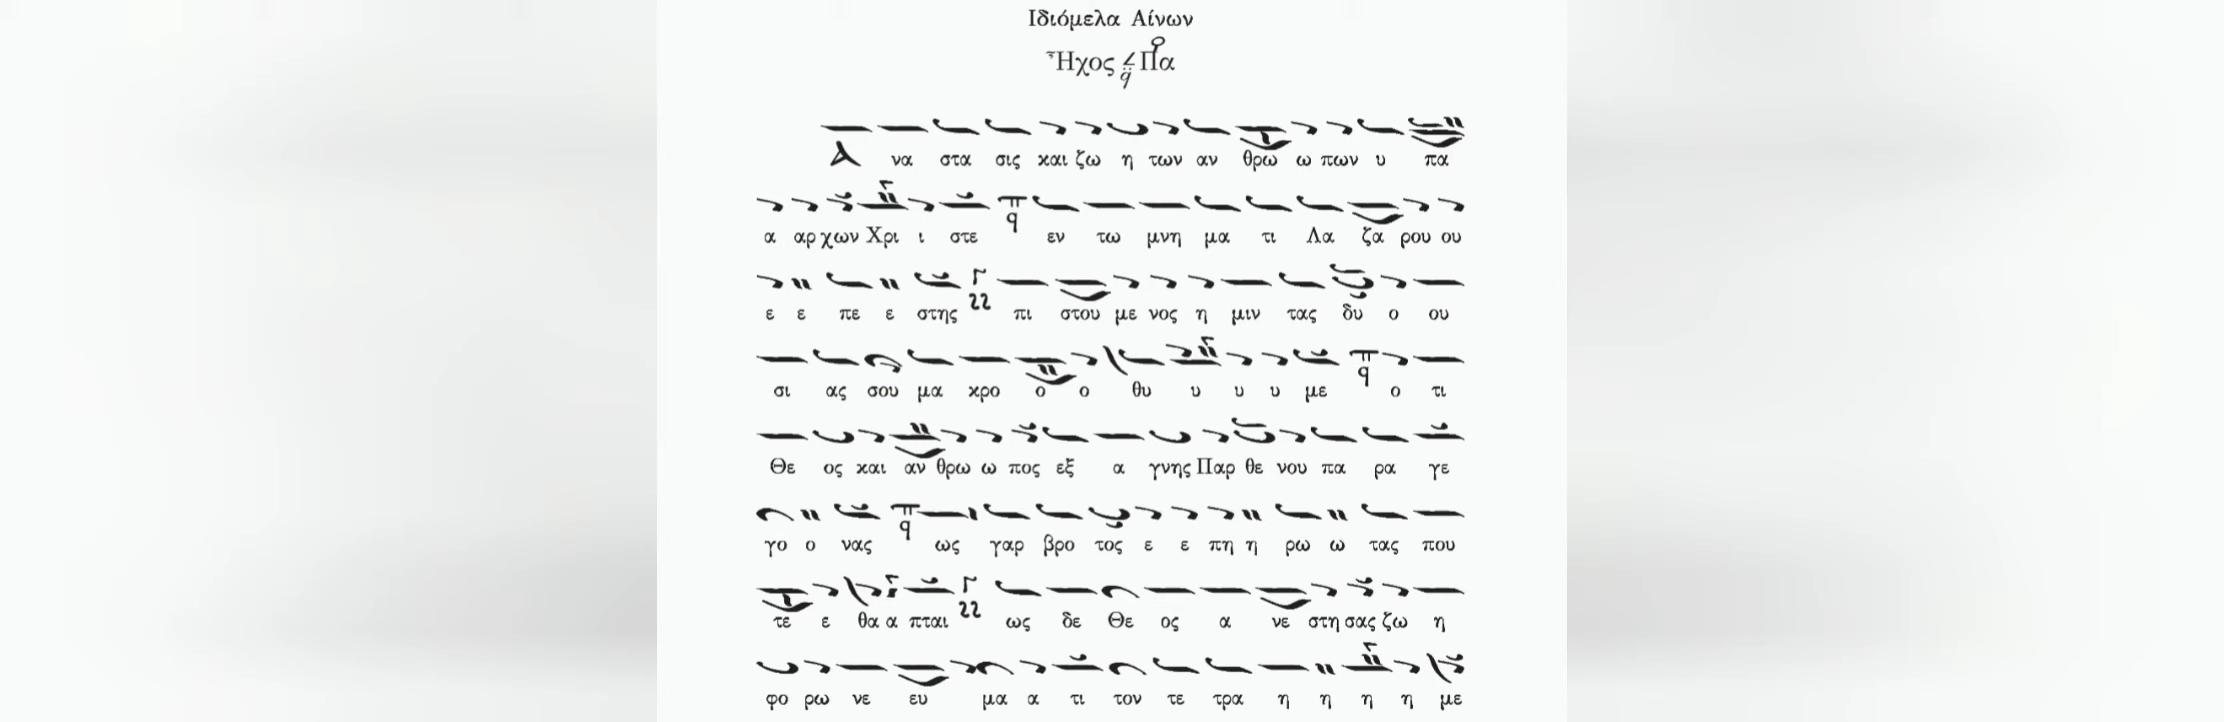 Ιδιόμελα Αίνων
Ἦχος Πα
Α να στα σις και ζω η των αν θρω ω πων υ πα
α αρ χων Χρι ι στε εν τω μνη μα τι Λα ζα ρου ου
ε ε πε ε στης πι στου με νος η μιν τας δυ ο ου
σι ας σου μα κρο ο ο θυ υ υ υ με ο τι
Θε ος και αν θρω ω πος εξ α γνης Παρ θε νου πα ρα γε
γο ο νας ως γαρ βρο τος ε ε πη η ρω ω τας που
τε ε θα α πται ως δε Θε ος α νε στη σας ζω η
φο ρω νε ευ μα α τι τον τε τρα η η η η με